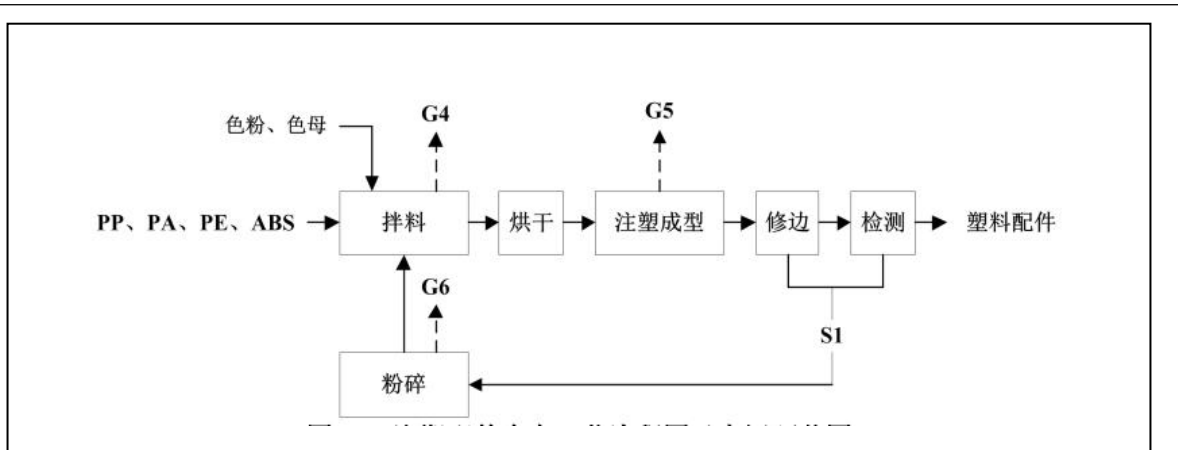 G4
G5
色粉、色母
PP、PA、PE、ABS
拌料
烘干
注塑成型
修边
检测
塑料配件
G6
S1
粉碎